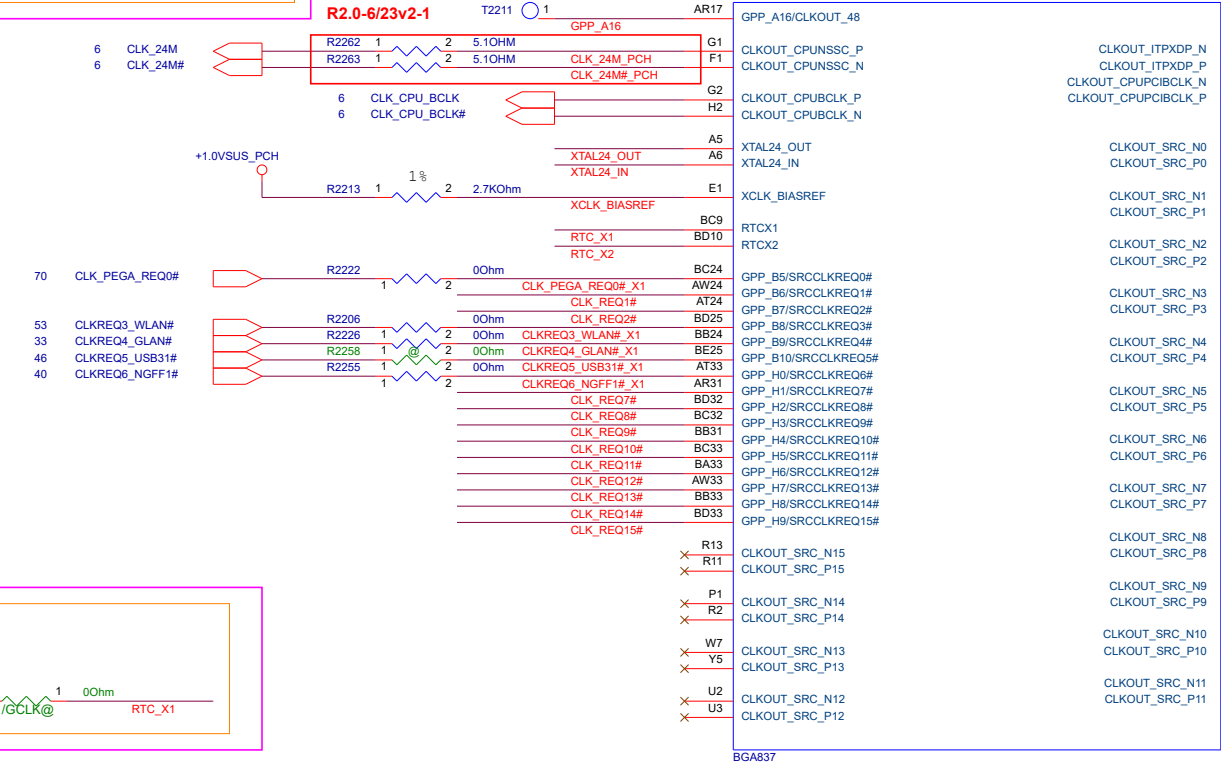 R2.0-6/23v2-1
T2211 1 AR17 GPP_A16/CLKOUT_48
GPP_A16
6 CLK_24M R2262 1 2 5.1OHM G1 CLKOUT_CPUNSSC_P CLKOUT_ITPXDP_N
6 CLK_24M# R2263 1 2 5.1OHM CLK_24M_PCH F1 CLKOUT_CPUNSSC_N CLKOUT_ITPXDP_P
CLK_24M#_PCH CLKOUT_CPUPCIBCLK_N
6 CLK_CPU_BCLK G2 CLKOUT_CPUBCLK_P CLKOUT_CPUPCIBCLK_P
6 CLK_CPU_BCLK# H2 CLKOUT_CPUBCLK_N
A5 XTAL24_OUT CLKOUT_SRC_N0
+1.0VSUS_PCH XTAL24_OUT A6 XTAL24_IN CLKOUT_SRC_P0
XTAL24_IN
1%
R2213 1 2 2.7KOhm E1 XCLK_BIASREF CLKOUT_SRC_N1
XCLK_BIASREF CLKOUT_SRC_P1
BC9 RTCX1
RTC_X1 BD10 RTCX2 CLKOUT_SRC_N2
RTC_X2 CLKOUT_SRC_P2
70 CLK_PEGA_REQ0# R2222 1 2 0Ohm BC24 GPP_B5/SRCCLKREQ0#
CLK_PEGA_REQ0#_X1 AW24 GPP_B6/SRCCLKREQ1# CLKOUT_SRC_N3
CLK_REQ1# AT24 GPP_B7/SRCCLKREQ2# CLKOUT_SRC_P3
53 CLKREQ3_WLAN# R2206 1 2 0Ohm CLK_REQ2# BD25 GPP_B8/SRCCLKREQ3#
33 CLKREQ4_GLAN# R2226 1 2 0Ohm CLKREQ3_WLAN#_X1 BB24 GPP_B9/SRCCLKREQ4# CLKOUT_SRC_N4
46 CLKREQ5_USB31# R2258 @ 0Ohm CLKREQ4_GLAN#_X1 BE25 GPP_B10/SRCCLKREQ5# CLKOUT_SRC_P4
40 CLKREQ6_NGFF1# R2255 1 2 0Ohm CLKREQ5_USB31#_X1 AT33 GPP_H0/SRCCLKREQ6#
1 2 CLKREQ6_NGFF1#_X1 AR31 GPP_H1/SRCCLKREQ7# CLKOUT_SRC_N5
CLK_REQ7# BD32 GPP_H2/SRCCLKREQ8# CLKOUT_SRC_P5
CLK_REQ8# BC32 GPP_H3/SRCCLKREQ9#
CLK_REQ9# BB31 GPP_H4/SRCCLKREQ10# CLKOUT_SRC_N6
CLK_REQ10# BC33 GPP_H5/SRCCLKREQ11# CLKOUT_SRC_P6
CLK_REQ11# BA33 GPP_H6/SRCCLKREQ12#
CLK_REQ12# AW33 GPP_H7/SRCCLKREQ13# CLKOUT_SRC_N7
CLK_REQ13# BB33 GPP_H8/SRCCLKREQ14# CLKOUT_SRC_P7
CLK_REQ14# BD33 GPP_H9/SRCCLKREQ15#
CLK_REQ15# CLKOUT_SRC_N8
R13 CLKOUT_SRC_N15 CLKOUT_SRC_P8
R11 CLKOUT_SRC_P15
CLKOUT_SRC_N9
P1 CLKOUT_SRC_N14 CLKOUT_SRC_P9
R2 CLKOUT_SRC_P14
CLKOUT_SRC_N10
W7 CLKOUT_SRC_N13 CLKOUT_SRC_P10
Y5 CLKOUT_SRC_P13
CLKOUT_SRC_N11
U2 CLKOUT_SRC_N12 CLKOUT_SRC_P11
U3 CLKOUT_SRC_P12
1 0Ohm
/GCLK@ RTC_X1
BGA837